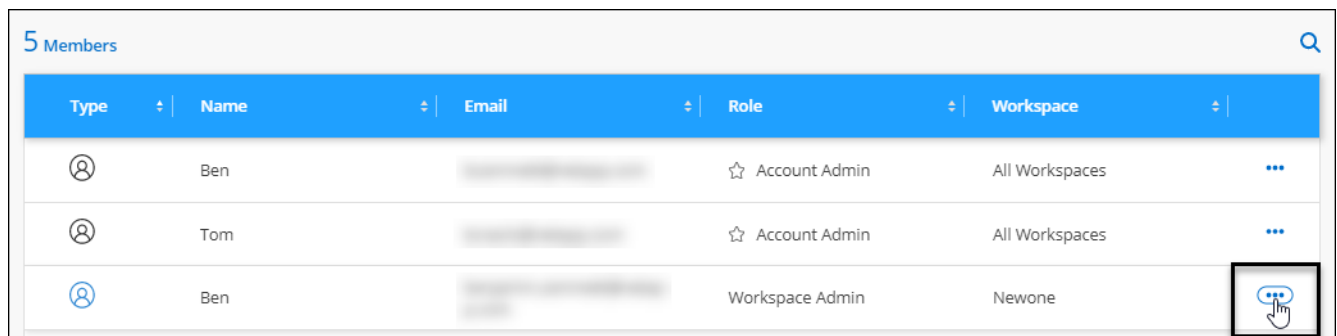 5 Members
Type Name Email Role Workspace
Ben Account Admin All Workspaces
Tom Account Admin All Workspaces
Ben Workspace Admin Newone